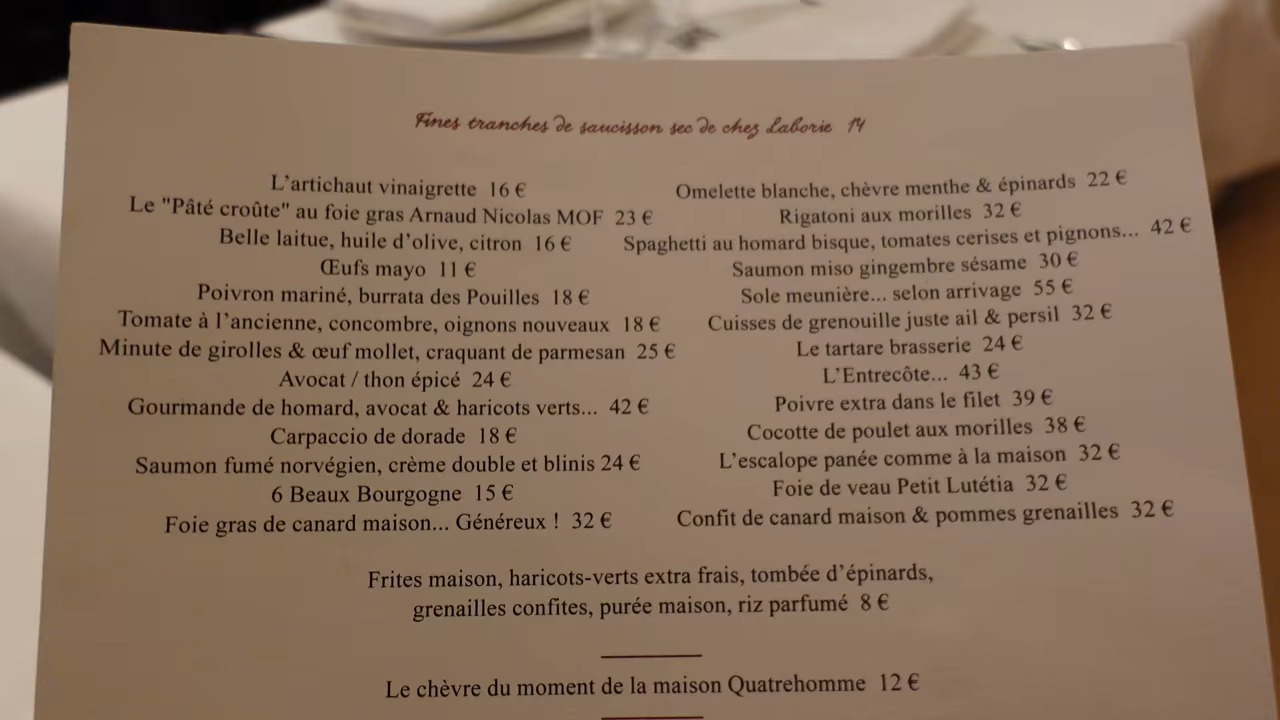 Fines tranches de saucisson sec de chez Laborie 14
L'artichaut vinaigrette 16 €
Le "Pâté croûte" au foie gras Arnaud Nicolas MOF 23 €
Belle laitue, huile d'olive, citron 16 €
Œufs mayo 11 €
Poivron mariné, burrata des Pouilles 18 €
Tomate à l'ancienne, concombre, oignons nouveaux 18 €
Minute de girolles & œuf mollet, craquant de parmesan 25 €
Avocat / thon épicé 24 €
Gourmande de homard, avocat & haricots verts... 42 €
Carpaccio de dorade 18 €
Saumon fumé norvégien, crème double et blinis 24 €
6 Beaux Bourgogne 15 €
Foie gras de canard maison... Généreux ! 32 €
Omelette blanche, chèvre menthe & épinards 22 €
Rigatoni aux morilles 32 €
Spaghetti au homard bisque, tomates cerises et pignons... 42 €
Saumon miso gingembre sésame 30 €
Sole meunière... selon arrivage 55 €
Cuisses de grenouille juste ail & persil 32 €
Le tartare brasserie 24 €
L'Entrecôte... 43 €
Poivre extra dans le filet 39 €
Cocotte de poulet aux morilles 38 €
L'escalope panée comme à la maison 32 €
Foie de veau Petit Lutétia 32 €
Confit de canard maison & pommes grenailles 32 €
Frites maison, haricots-verts extra frais, tombée d'épinards,
grenailles confites, purée maison, riz parfumé 8 €
Le chèvre du moment de la maison Quatrehomme 12 €